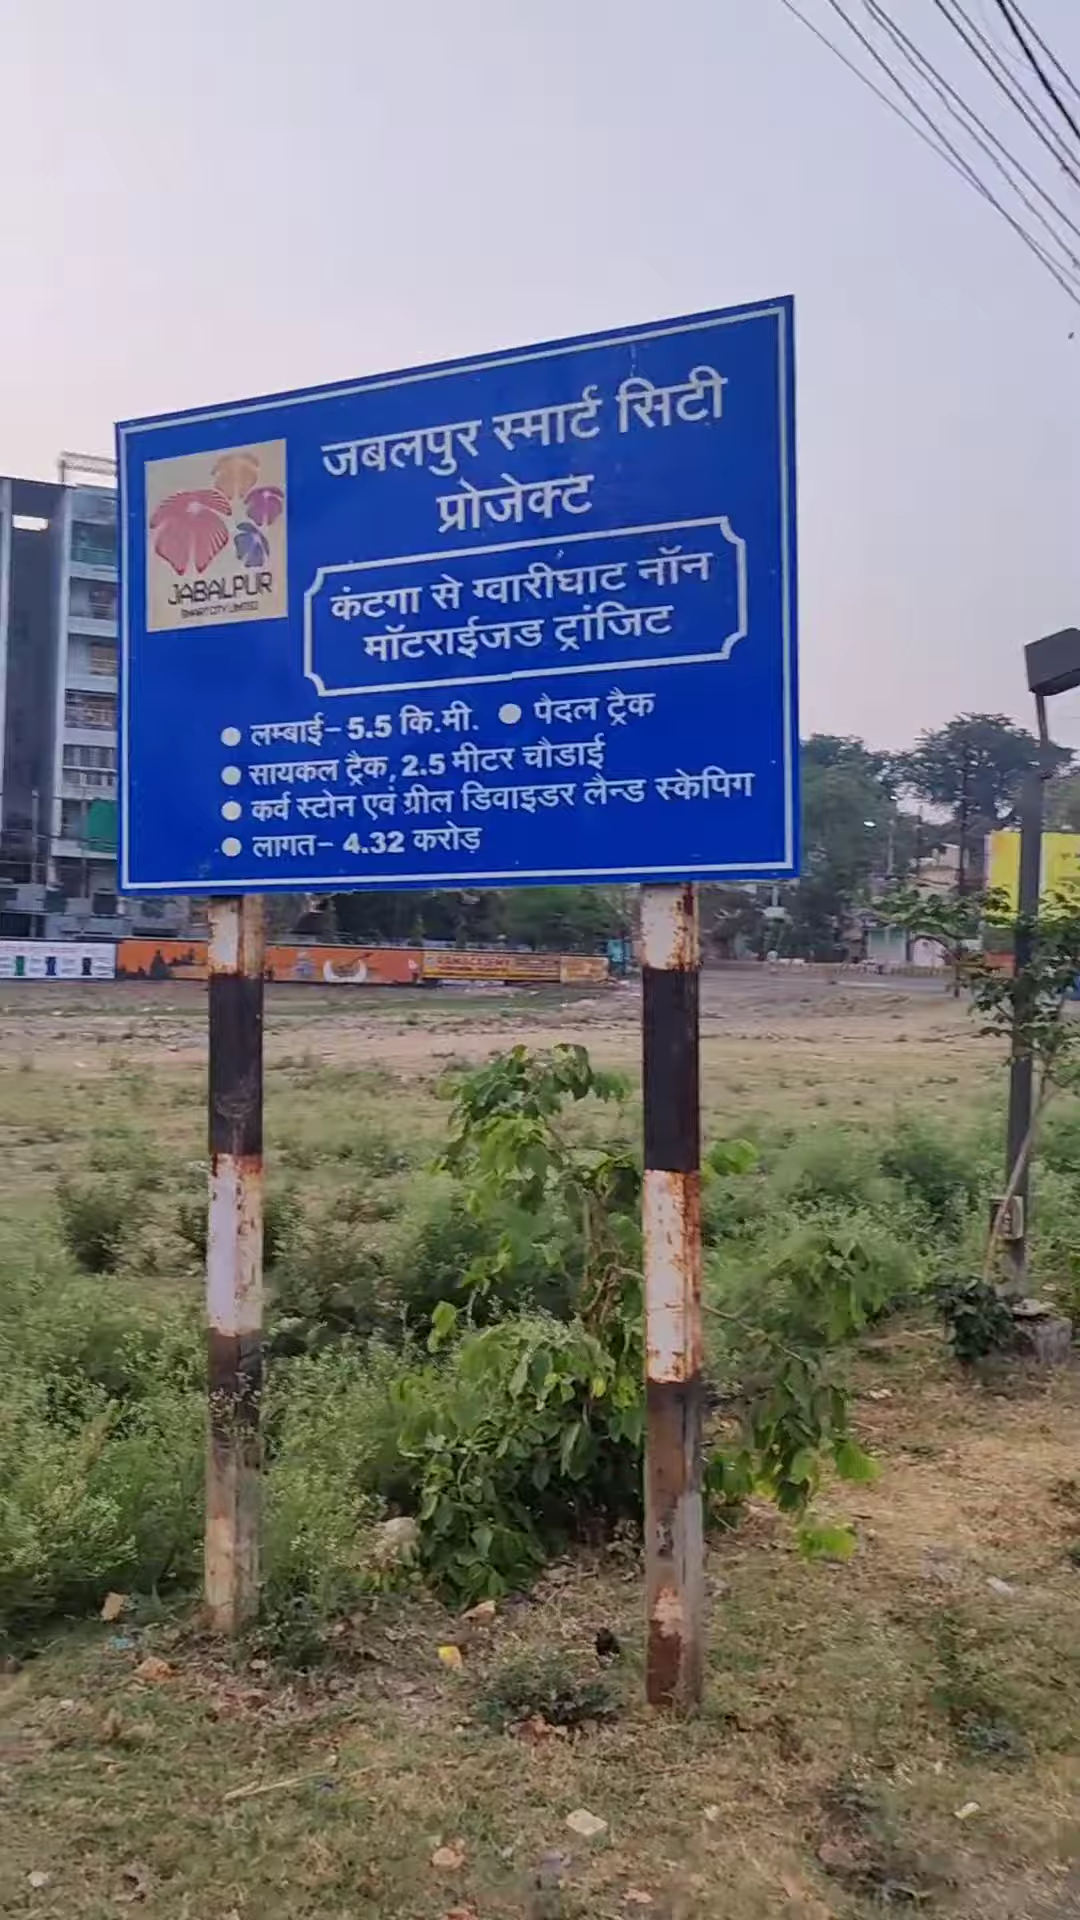 जबलपुर स्मार्ट सिटी
प्रोजेक्ट
JABALPUR
SMART CITY LIMITED
कंटगा से ग्वारीघाट नॉन
मॉटराईजड ट्रांजिट
● लम्बाई– 5.5 कि.मी. ● पैदल ट्रैक
● सायकल ट्रैक, 2.5 मीटर चौडाई
● कर्व स्टोन एवं ग्रील डिवाइडर लैन्ड स्केपिग
● लागत– 4.32 करोड़